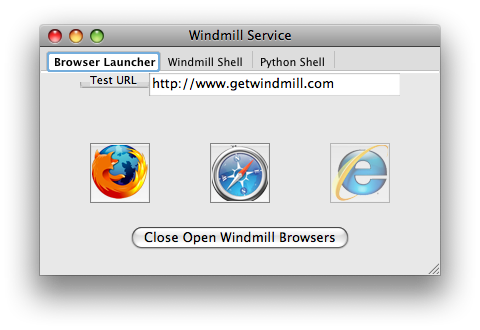 Windmill Service
Browser Launcher Windmill Shell Python Shell
Test URL http://www.getwindmill.com
Close Open Windmill Browsers